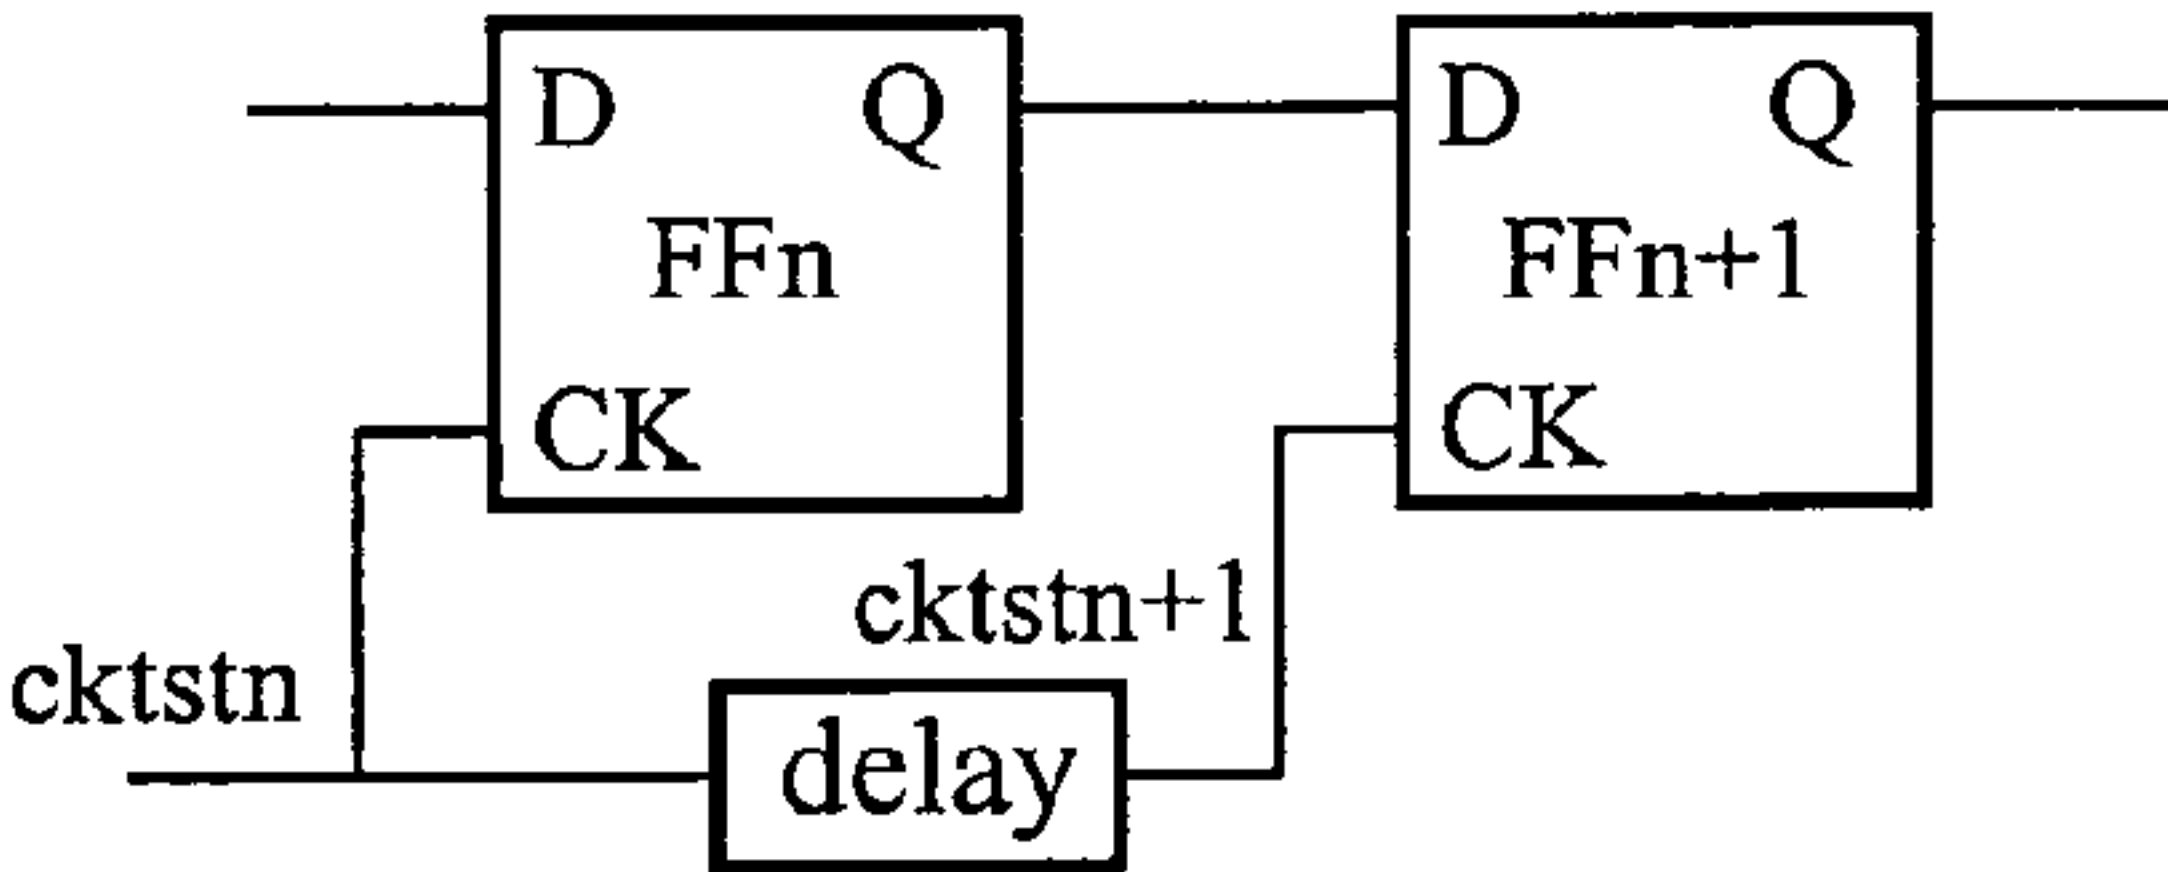 D Q D Q
FFn FFn+1
CK CK
cktstn+1
cktstn
delay